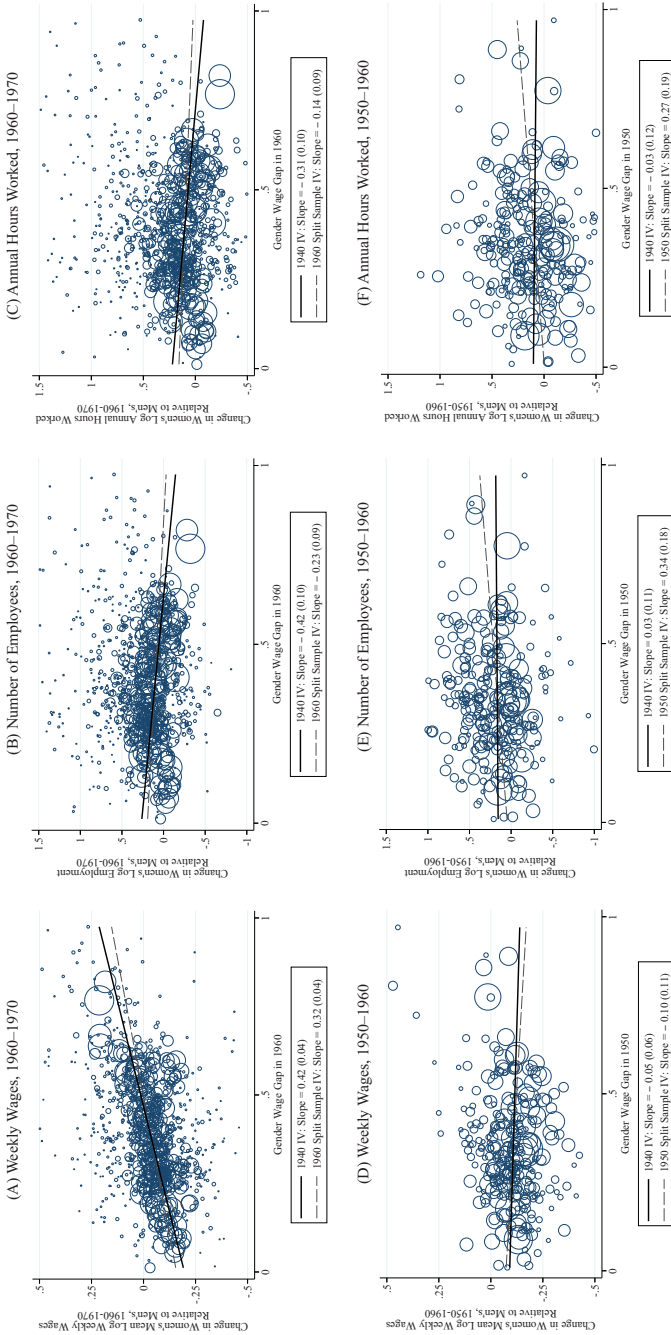 (A) Weekly Wages, 1960–1970
Change in Women's Mean Log Weekly Wages
Relative to Men's, 1960-1970
.5
.25
0
-.25
-.5
0
.5
1
Gender Wage Gap in 1960
1940 IV: Slope = 0.42 (0.04)
1960 Split Sample IV: Slope = 0.32 (0.04)
(B) Number of Employees, 1960–1970
Change in Women's Log Employment
Relative to Men's, 1960-1970
1.5
1
.5
0
-.5
-1
0
.5
1
Gender Wage Gap in 1960
1940 IV: Slope = - 0.42 (0.10)
1960 Split Sample IV: Slope = - 0.23 (0.09)
(C) Annual Hours Worked, 1960–1970
Change in Women's Log Annual Hours Worked
Relative to Men's, 1960-1970
1.5
1
.5
0
-.5
0
.5
1
Gender Wage Gap in 1960
1940 IV: Slope = - 0.31 (0.10)
1960 Split Sample IV: Slope = - 0.14 (0.09)
(D) Weekly Wages, 1950–1960
Change in Women's Mean Log Weekly Wages
Relative to Men's, 1950-1960
.5
.25
0
-.25
-.5
0
.5
1
Gender Wage Gap in 1950
1940 IV: Slope = - 0.05 (0.06)
1950 Split Sample IV: Slope = - 0.10 (0.11)
(E) Number of Employees, 1950–1960
Change in Women's Log Employment
Relative to Men's, 1950-1960
1.5
1
.5
0
-.5
-1
0
.5
1
Gender Wage Gap in 1950
1940 IV: Slope = 0.03 (0.11)
1950 Split Sample IV: Slope = 0.34 (0.18)
(F) Annual Hours Worked, 1950–1960
Change in Women's Log Annual Hours Worked
Relative to Men's, 1950-1960
1.5
1
.5
0
-.5
0
.5
1
Gender Wage Gap in 1950
1940 IV: Slope = - 0.03 (0.12)
1950 Split Sample IV: Slope = 0.27 (0.19)